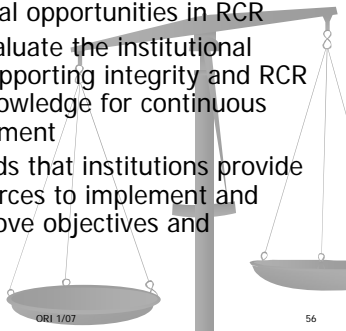 al opportunities in RCR
aluate the institutional
pporting integrity and RCR
owledge for continuous
ment
ds that institutions provide
rces to implement and
ove objectives and
ORI 1/07 56